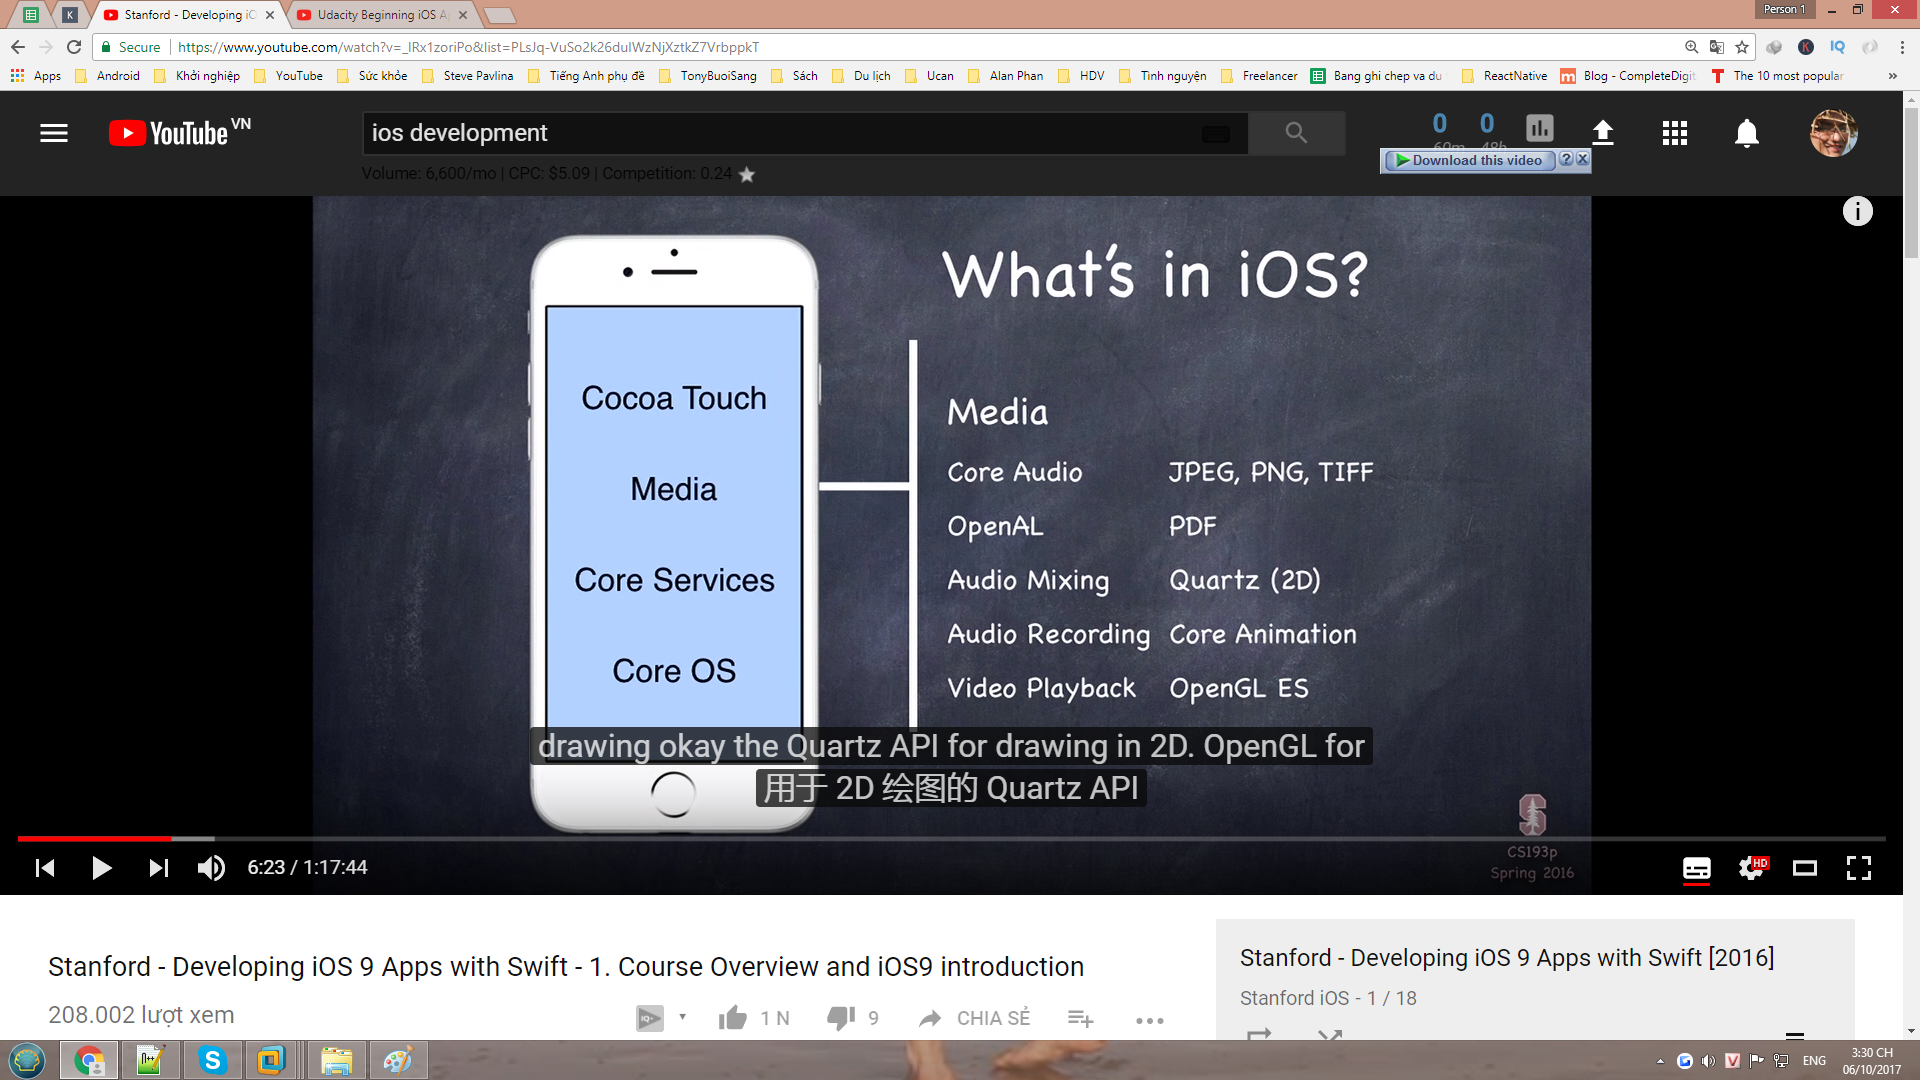 Stanford - Developing iO
Udacity Beginning iOS A
Person 1
K
Secure
https://www.youtube.com/watch?v=_lRx1zoriPo&list=PLsJq-VuSo2k26duIWzNjXztkZ7VrbppkT
K
IQ
Apps
Android
Khởi nghiệp
YouTube
Sức khỏe
Steve Pavlina
Tiếng Anh phụ đề
TonyBuoiSang
Sách
Du lịch
Ucan
Alan Phan
HDV
Tình nguyện
Freelancer
Bang ghi chep va du
ReactNative
Blog - CompleteDigit
The 10 most popular
»
YouTube VN
ios development
0 0
60m 48h
Download this video
?
Volume: 6,600/mo | CPC: $5.09 | Competition: 0.24
i
What's in iOS?
Cocoa Touch
Media
Core Services
Core OS
Media
Core Audio JPEG, PNG, TIFF
OpenAL PDF
Audio Mixing Quartz (2D)
Audio Recording Core Animation
Video Playback OpenGL ES
drawing okay the Quartz API for drawing in 2D. OpenGL for
用于 2D 绘图的 Quartz API
S
CS193p
Spring 2016
6:23 / 1:17:44
HD
Stanford - Developing iOS 9 Apps with Swift - 1. Course Overview and iOS9 introduction
208.002 lượt xem
IQ+
1 N
9
CHIA SẺ
Stanford - Developing iOS 9 Apps with Swift [2016]
Stanford iOS - 1 / 18
ENG
3:30 CH
06/10/2017